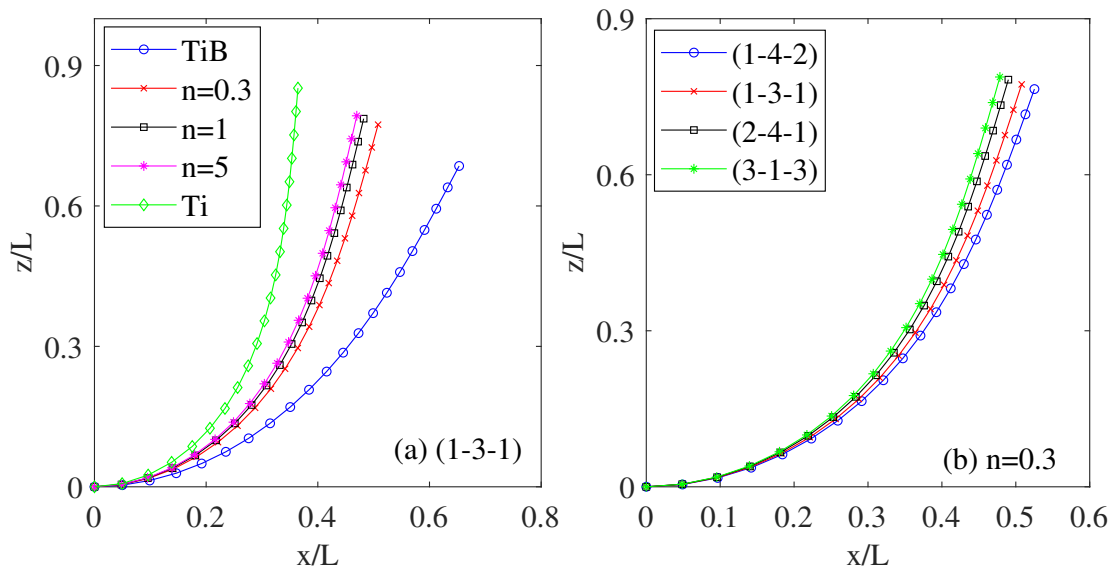 TiB
n=0.3
n=1
n=5
Ti
(a) (1-3-1)
z/L
0.9
0.6
0.3
0
0 0.2 0.4 0.6 0.8
x/L
(1-4-2)
(1-3-1)
(2-4-1)
(3-1-3)
(b) n=0.3
z/L
0.9
0.6
0.3
0
0 0.1 0.2 0.3 0.4 0.5 0.6
x/L